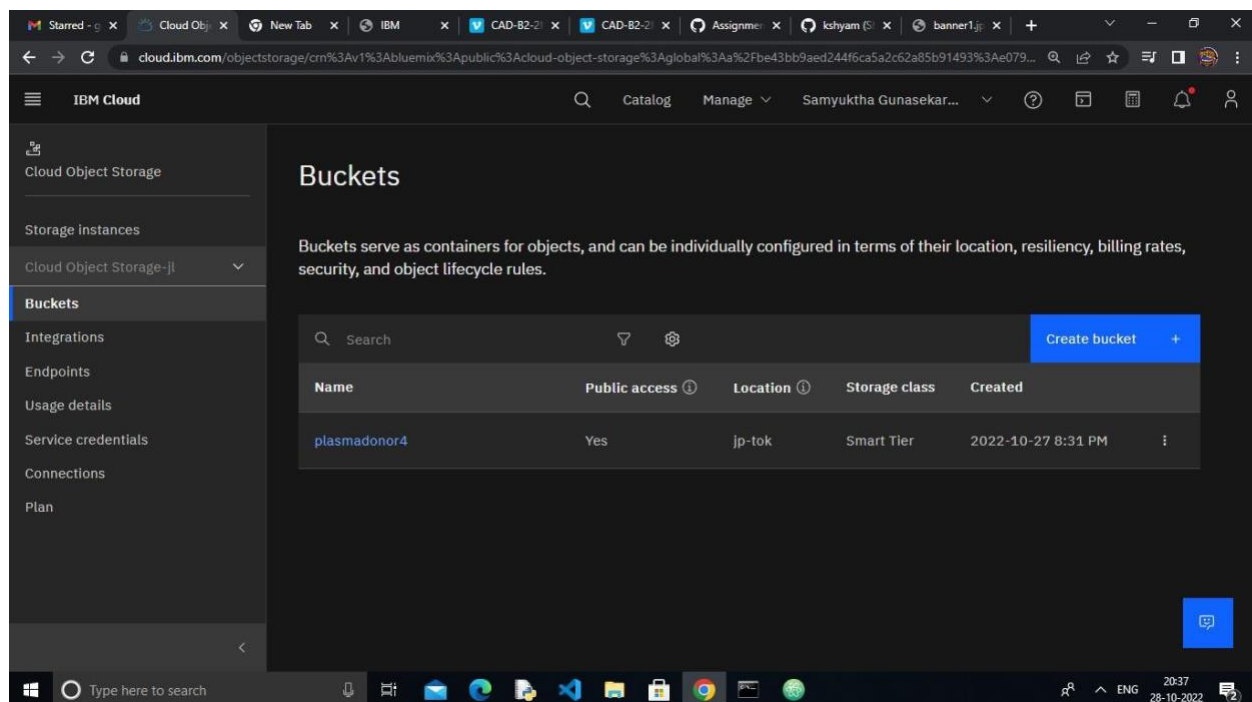 Starred - g
Cloud Obj
New Tab
IBM
CAD-B2-2
CAD-B2-2
Assignme
kshyam (S
banner1.jp
cloud.ibm.com/objectstorage/crn%3Av1%3Abluemix%3Apublic%3Acloud-object-storage%3Aglobal%3Aa%2Fbe43bb9aed244f6ca5a2c62a85b91493%3Ae079...
IBM Cloud
Catalog
Manage
Samyuktha Gunasekar...
Cloud Object Storage
Storage instances
Cloud Object Storage-jl
Buckets
Integrations
Endpoints
Usage details
Service credentials
Connections
Plan
Buckets
Buckets serve as containers for objects, and can be individually configured in terms of their location, resiliency, billing rates,
security, and object lifecycle rules.
Search
Create bucket +
Name Public access Location Storage class Created
plasmadonor4 Yes jp-tok Smart Tier 2022-10-27 8:31 PM
Type here to search
ENG
20:37
28-10-2022
2